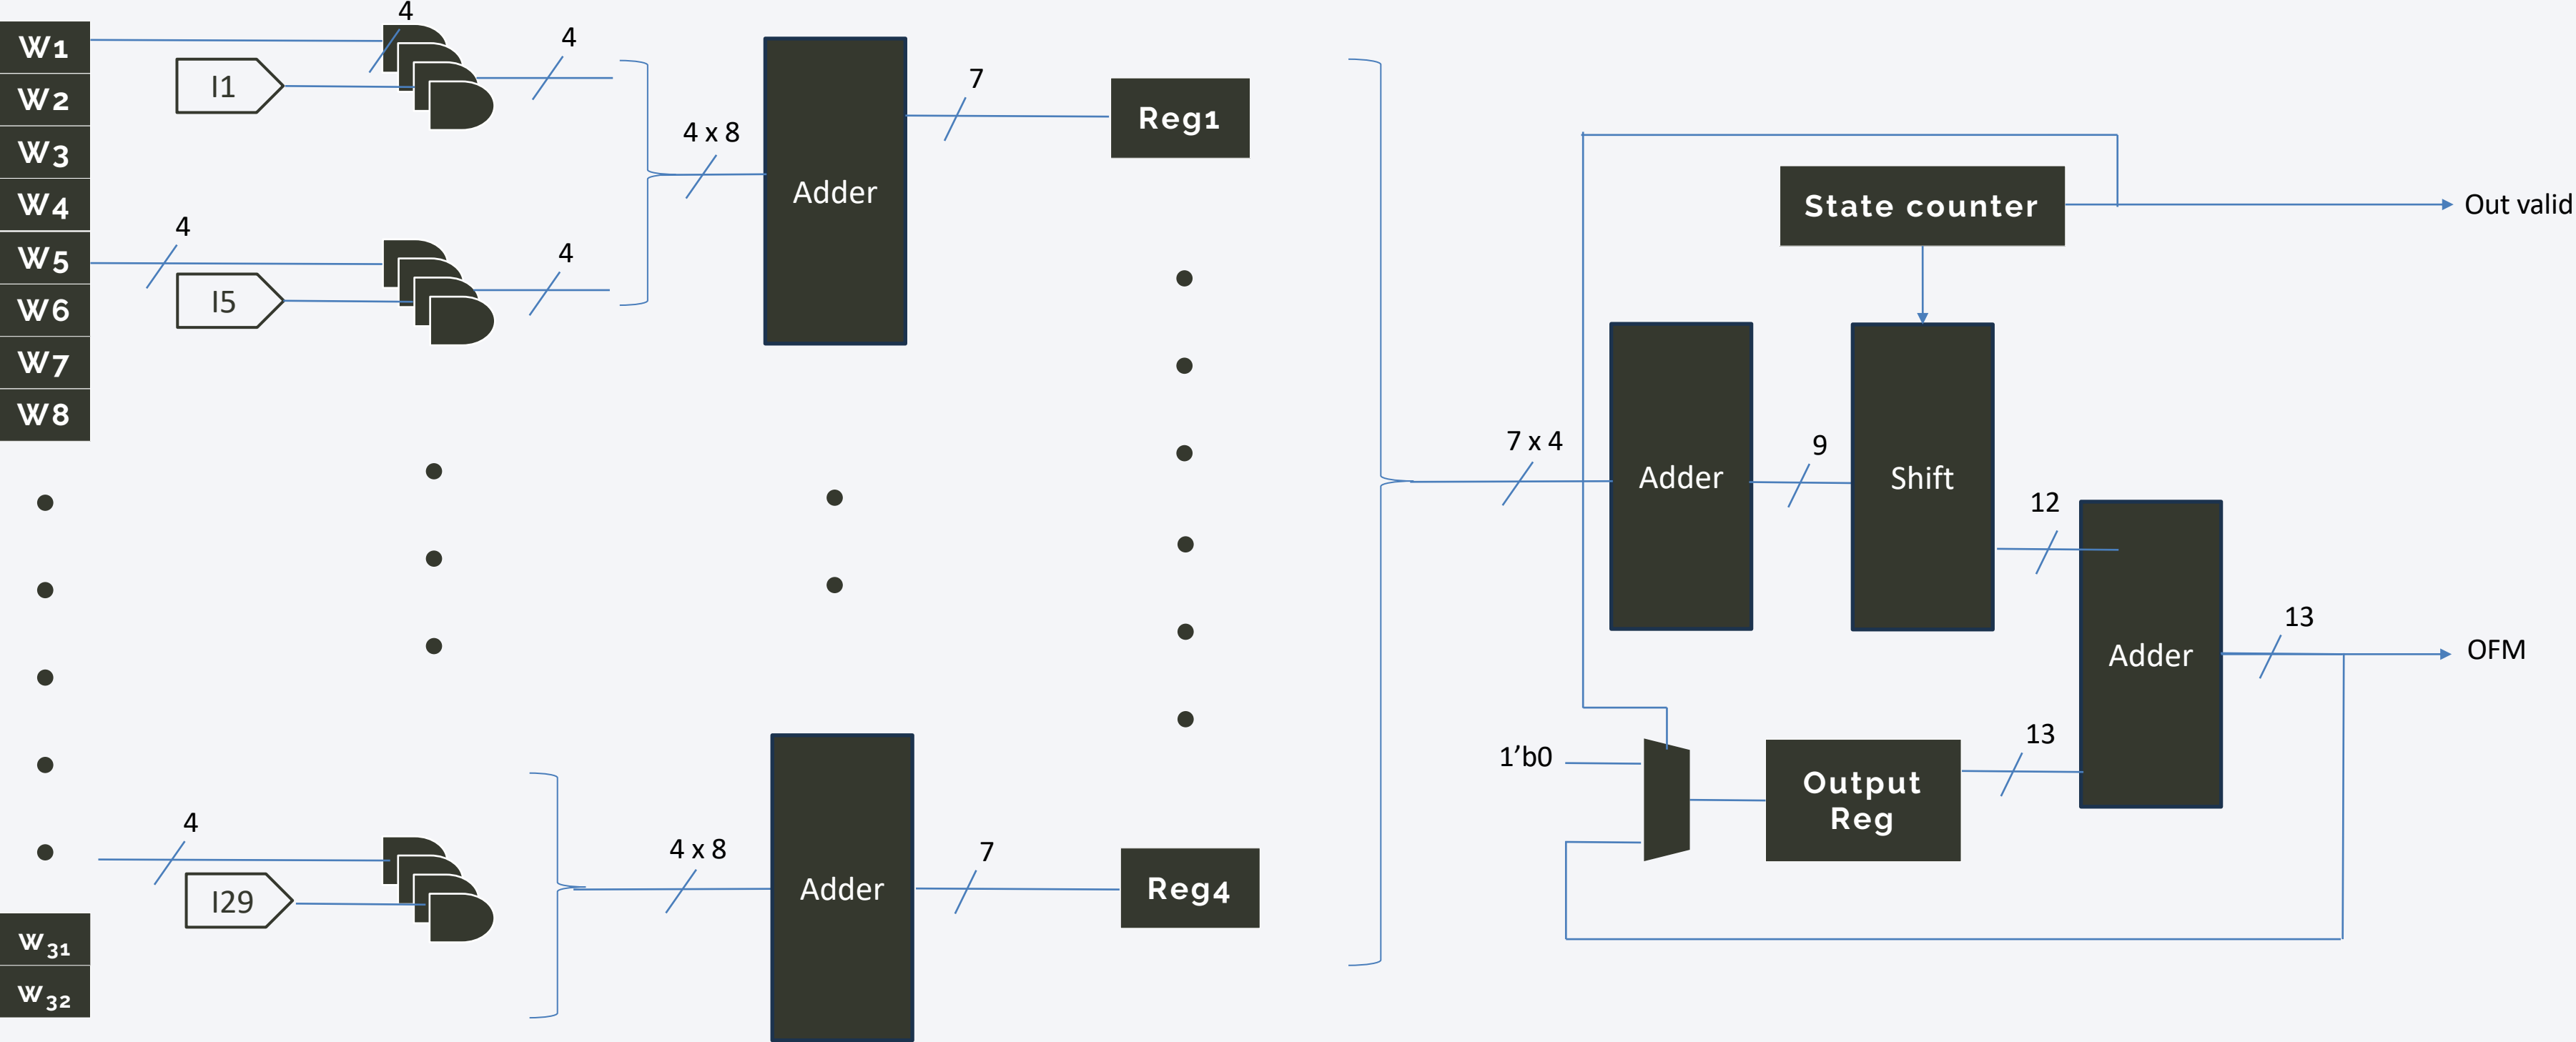 W1
W2
W3
W4
W5
W6
W7
W8
W31
W32
4
I1
4
4
I5
4
4
I29
4 x 8
Adder
7
Reg1
4 x 8
Adder
7
Reg4
7 x 4
Adder
9
Shift
State counter
Out valid
12
Adder
13
OFM
1’b0
Output
Reg
13